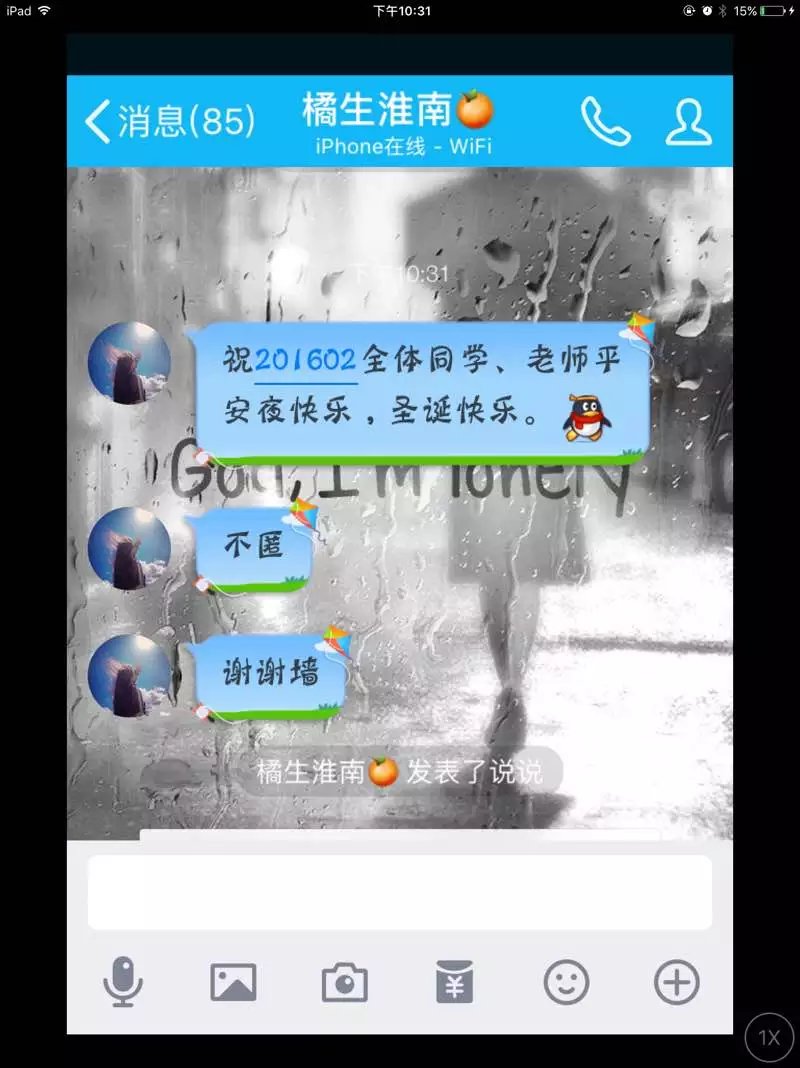 iPad 下午10:31 15%
消息(85) 橘生淮南🍊
iPhone在线 - WiFi
下午10:31
祝201602全体同学、老师平
安夜快乐，圣诞快乐。
God, I'm lonely
不匿
谢谢墙
橘生淮南🍊 发表了说说
1X